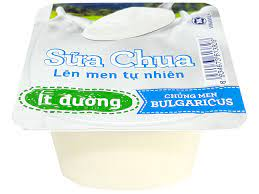 Sữa Chua
Lên men tự nhiên
Ít đường
CHỦNG MEN
BULGARICUS